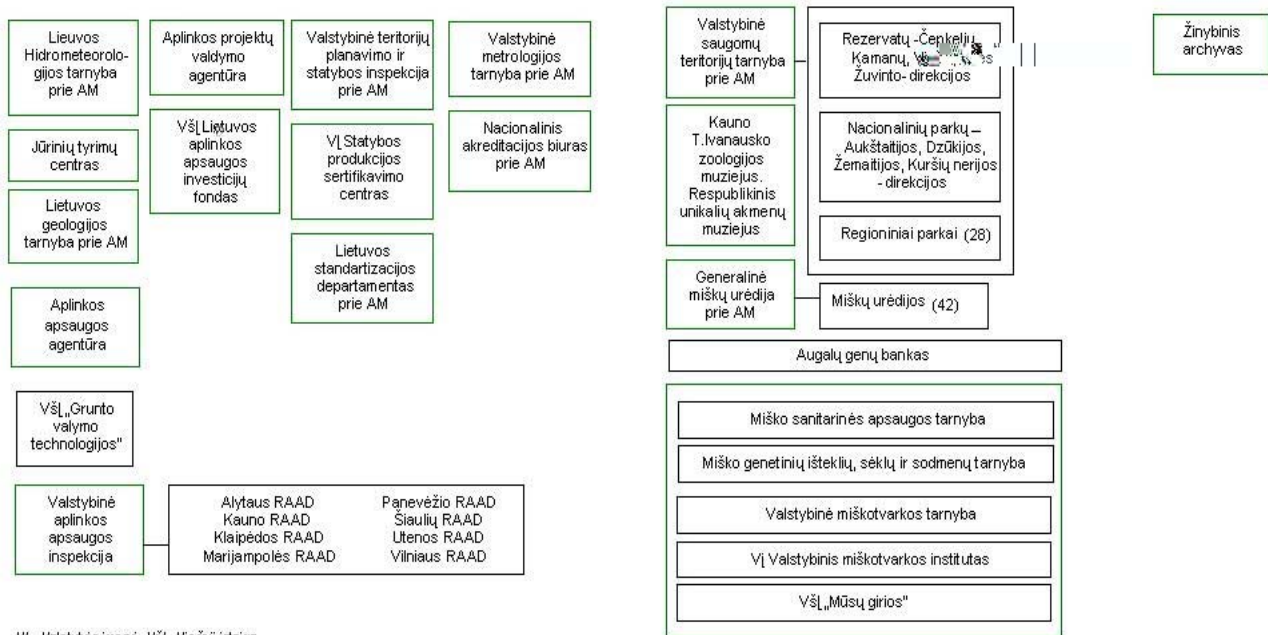 Lieuvos
Hidrometeorolo-
gijos tarnyba
prie AM
Jūrinių tyrimų
centras
Lietuvos
geologijos
tarnyba prie AM
Aplinkos
apsaugos
agentūra
VšĮ „Grunto
valymo
technologijos"
Valstybinė
aplinkos
apsaugos
inspekcija
Alytaus RAAD
Kauno RAAD
Klaipėdos RAAD
Marijampolės RAAD
Panevėžio RAAD
Šiaulių RAAD
Utenos RAAD
Vilniaus RAAD
Aplinkos projektų
valdymo
agentūra
VšĮ Lietuvos
aplinkos
apsaugos
investicijų
fondas
Valstybinė teritorijų
planavimo ir
statybos inspekcija
prie AM
VĮ Statybos
produkcijos
sertifikavimo
centras
Lietuvos
standartizacijos
departamentas
prie AM
Valstybinė
metrologijos
tarnyba prie AM
Nacionalinis
akreditacijos biuras
prie AM
Valstybinė
saugomų
teritorijų tarnyba
prie AM
Rezervatų -Čepkelių
Kamanų,
Žuvinto- direkcijos
Nacionalinių parkų –
Aukštaitijos, Dzūkijos,
Žemaitijos, Kuršių nerijos
- direkcijos
Regioniniai parkai (28)
Kauno
T.Ivanausko
zoologijos
muziejus.
Respublikinis
unikalių akmenų
muziejus
Generalinė
miškų urėdija
prie AM
Miškų urėdijos (42)
Augalų genų bankas
Miško sanitarinės apsaugos tarnyba
Miško genetinių išteklių, sėklų ir sodmenų tarnyba
Valstybinė miškotvarkos tarnyba
VĮ Valstybinis miškotvarkos institutas
VšĮ „Mūsų girios"
Žinybinis
archyvas